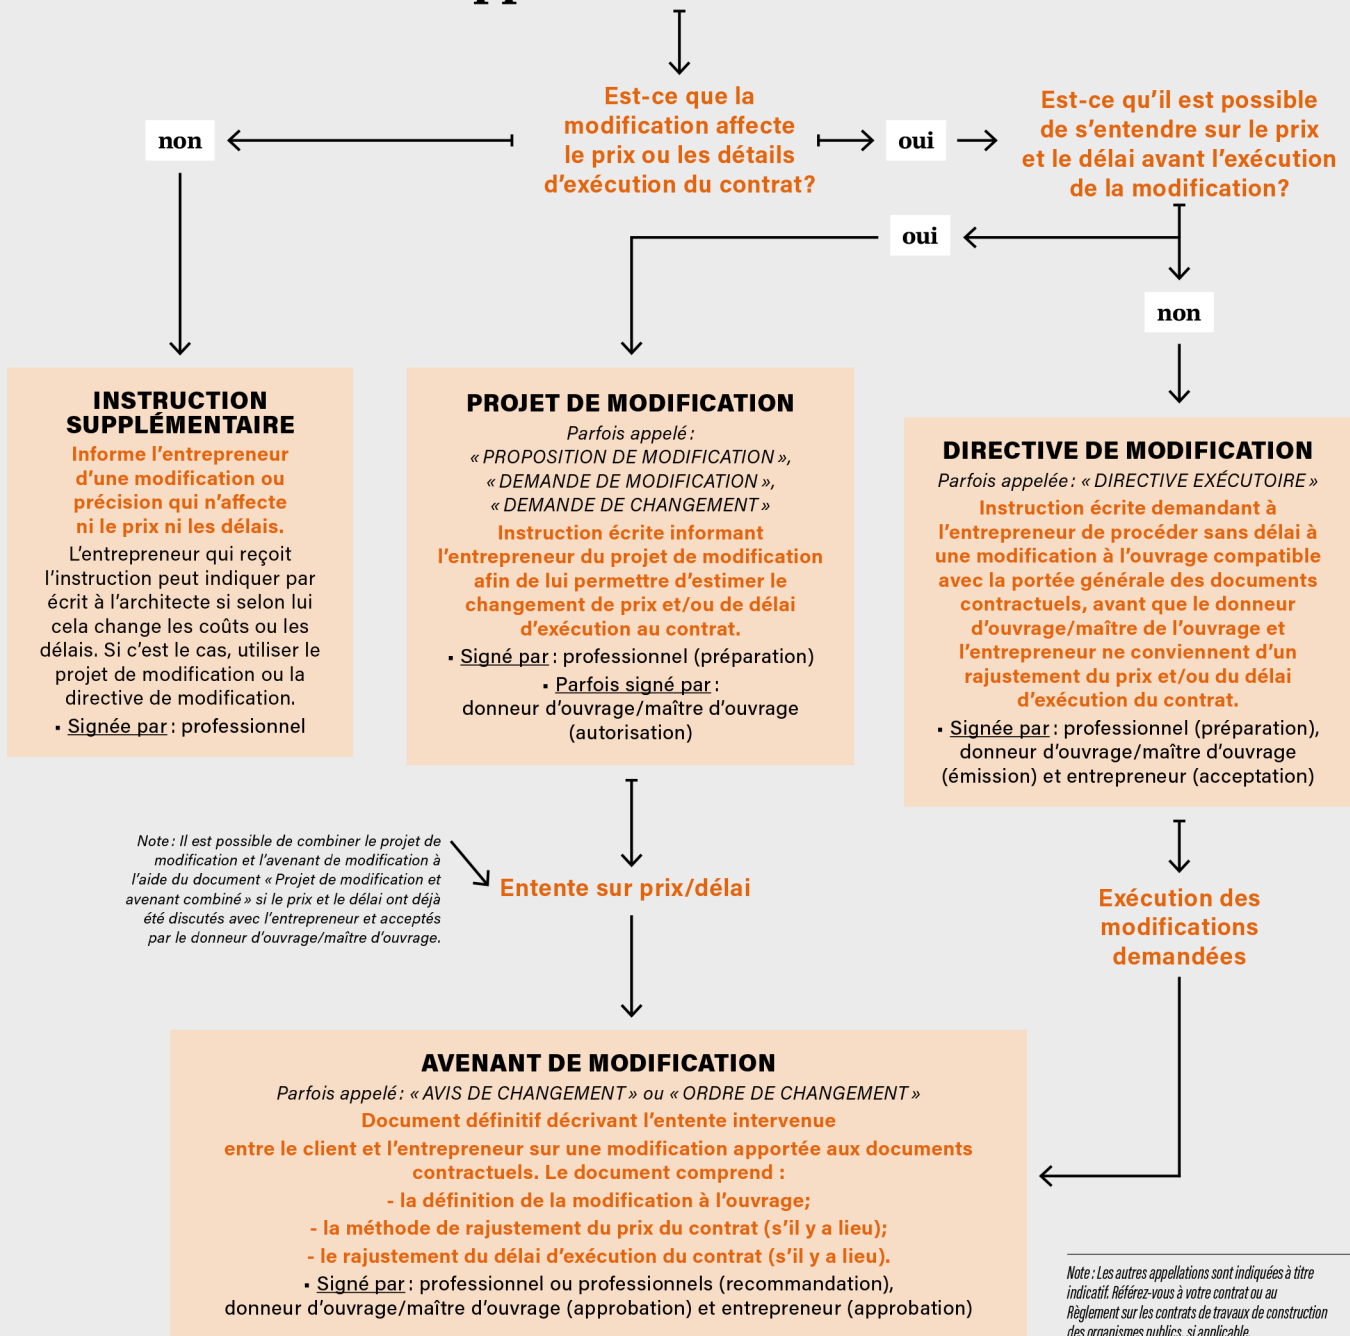 Est-ce que la
modification affecte
le prix ou les détails
d’exécution du contrat?
non
oui
Est-ce qu’il est possible
de s’entendre sur le prix
et le délai avant l’exécution
de la modification?
oui
non
INSTRUCTION
SUPPLÉMENTAIRE
Informe l’entrepreneur
d’une modification ou
précision qui n’affecte
ni le prix ni les délais.
L’entrepreneur qui reçoit
l’instruction peut indiquer par
écrit à l’architecte si selon lui
cela change les coûts ou les
délais. Si c’est le cas, utiliser le
projet de modification ou la
directive de modification.
▪ Signée par : professionnel
PROJET DE MODIFICATION
Parfois appelé :
« PROPOSITION DE MODIFICATION »,
« DEMANDE DE MODIFICATION »,
« DEMANDE DE CHANGEMENT »
Instruction écrite informant
l’entrepreneur du projet de modification
afin de lui permettre d’estimer le
changement de prix et/ou de délai
d’exécution au contrat.
▪ Signé par : professionnel (préparation)
▪ Parfois signé par :
donneur d’ouvrage/maître d’ouvrage
(autorisation)
DIRECTIVE DE MODIFICATION
Parfois appelée : « DIRECTIVE EXÉCUTOIRE »
Instruction écrite demandant à
l’entrepreneur de procéder sans délai à
une modification à l’ouvrage compatible
avec la portée générale des documents
contractuels, avant que le donneur
d’ouvrage/maître de l’ouvrage et
l’entrepreneur ne conviennent d’un
rajustement du prix et/ou du délai
d’exécution du contrat.
▪ Signée par : professionnel (préparation),
donneur d’ouvrage/maître d’ouvrage
(émission) et entrepreneur (acceptation)
Note : Il est possible de combiner le projet de
modification et l’avenant de modification à
l’aide du document « Projet de modification et
avenant combiné » si le prix et le délai ont déjà
été discutés avec l’entrepreneur et acceptés
par le donneur d’ouvrage/maître d’ouvrage.
Entente sur prix/délai
Exécution des
modifications
demandées
AVENANT DE MODIFICATION
Parfois appelé : « AVIS DE CHANGEMENT » ou « ORDRE DE CHANGEMENT »
Document définitif décrivant l’entente intervenue
entre le client et l’entrepreneur sur une modification apportée aux documents
contractuels. Le document comprend :
- la définition de la modification à l’ouvrage;
- la méthode de rajustement du prix du contrat (s’il y a lieu);
- le rajustement du délai d’exécution du contrat (s’il y a lieu).
▪ Signé par : professionnel ou professionnels (recommandation),
donneur d’ouvrage/maître d’ouvrage (approbation) et entrepreneur (approbation)
Note : Les autres appellations sont indiquées à titre
indicatif. Référez-vous à votre contrat ou au
Règlement sur les contrats de travaux de construction
des organismes publics, si applicable.